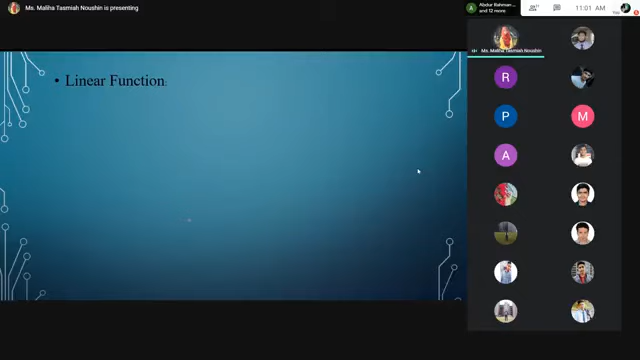 Ms. Maliha Tasmiah Noushin is presenting
Abdur Rahman ...
and 12 more
11:01 AM
You
• Linear Function.
Ms. Maliha Tasmiah Noushin
R
P
M
A